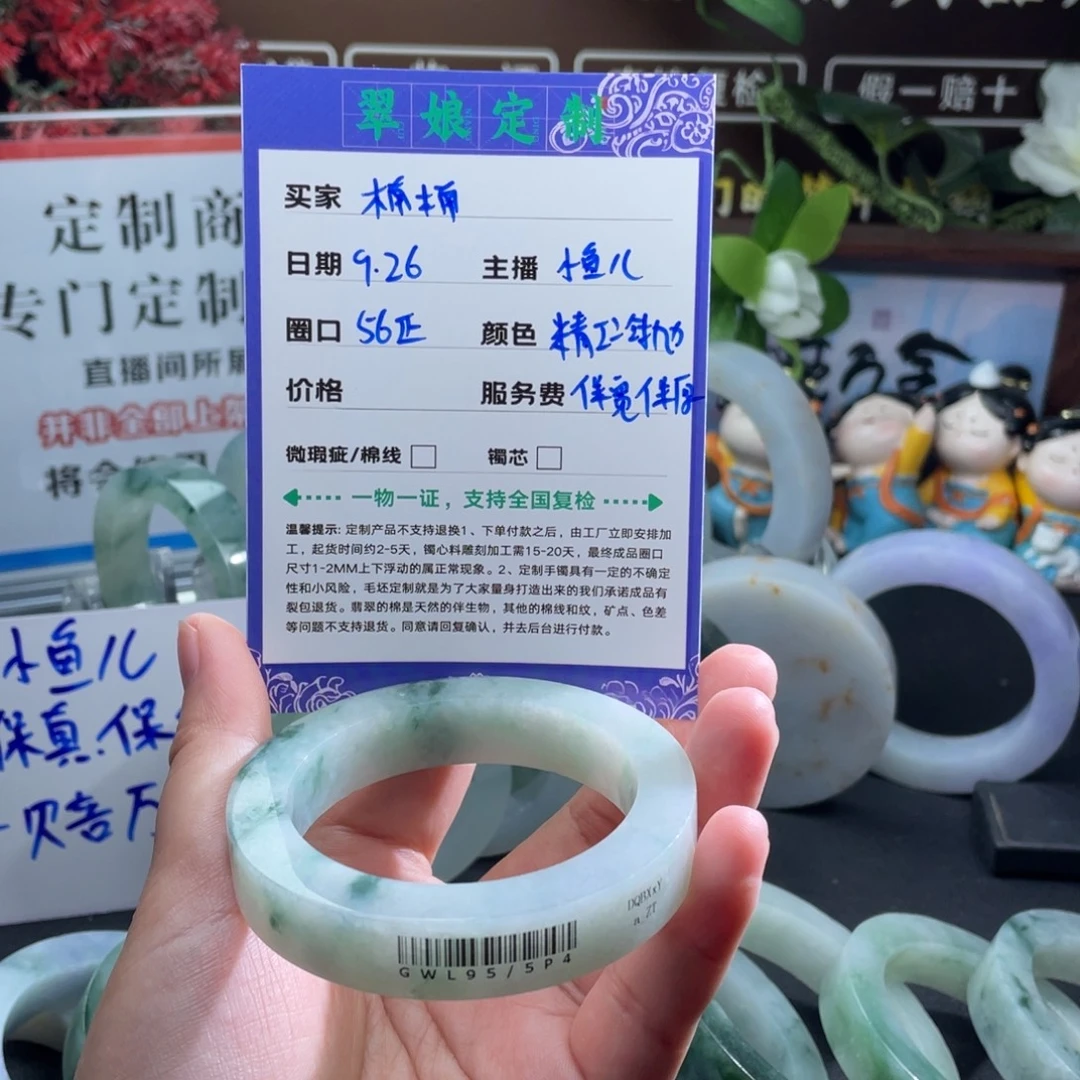 假一赔十
翠娘定制
买家 楠楠
日期 9.26 主播 小鱼儿
圈口 56正 颜色
价格 服务费 保宽保厚
微瑕疵/棉线 镯芯
一物一证，支持全国复检
温馨提示: 定制产品不支持退换1、下单付款之后，由工厂立即安排加
工，起货时间约2-5天，镯心料雕刻加工需15-20天，最终成品圈口
尺寸1-2MM上下浮动的属正常现象。2、定制手镯具有一定的不确定
性和小风险，毛坯定制就是为了大家量身打造出来的我们承诺成品有
裂包退货。翡翠的棉是天然的伴生物，其他的棉线和纹，矿点、色差
等问题不支持退货。同意请回复确认，并去后台进行付款。
定制商
专门定制
直播间所展
并非全部上架
小鱼儿
保真.保
赔万
DQBXxY
a_ZT
GWL95/5P4